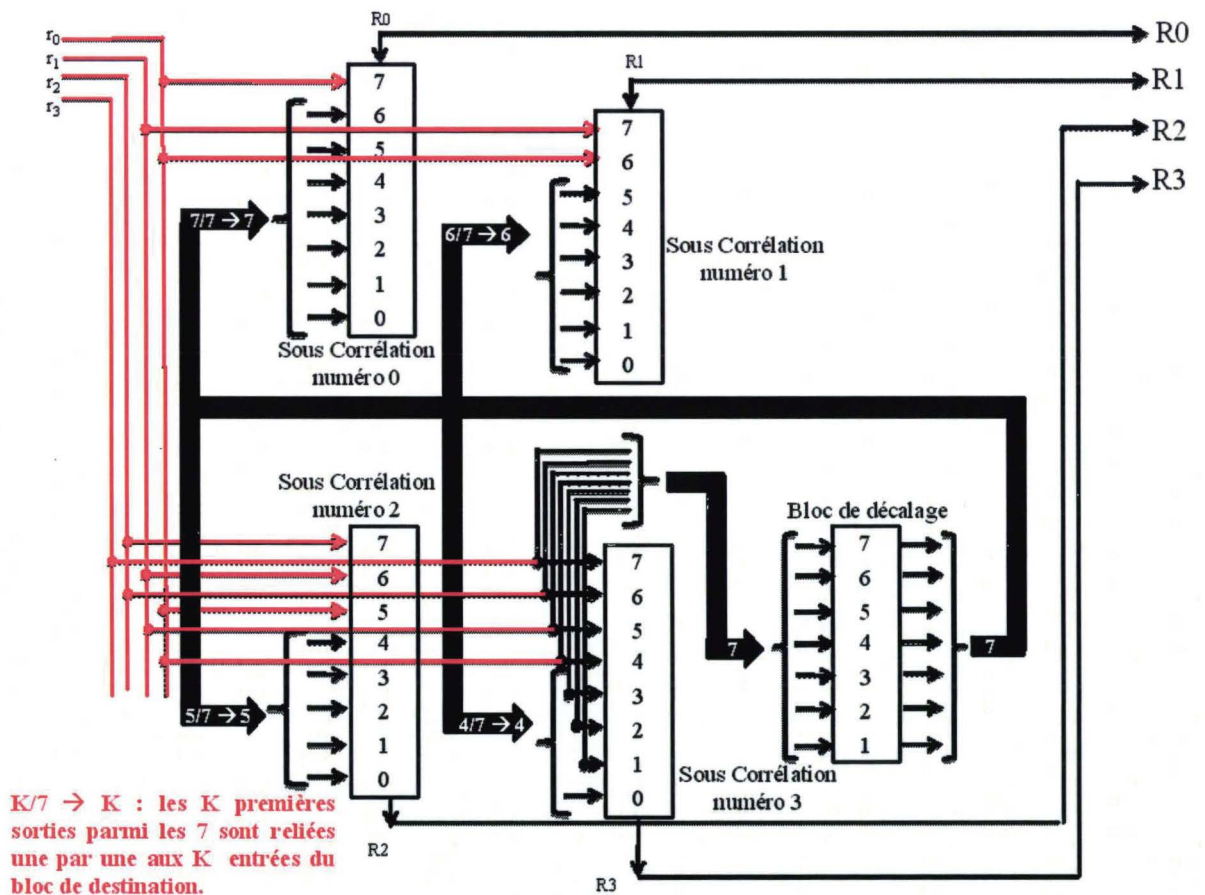 R0
R0
r0
r1
r2
r3
R1
R1
R2
R3
7
6
5
4
3
2
1
0
7
6
5
4
3
2
1
0
7/7 → 7
6/7 → 6
Sous Corrélation
numéro 1
Sous Corrélation
numéro 0
Sous Corrélation
numéro 2
Bloc de décalage
7
6
5
4
3
2
1
0
7
6
5
4
3
2
1
0
7
6
5
4
3
2
1
7
7
5/7 → 5
4/7 → 4
Sous Corrélation
numéro 3
K/7 → K : les K premières
sorties parmi les 7 sont reliées
une par une aux K entrées du
bloc de destination.
R2
R3